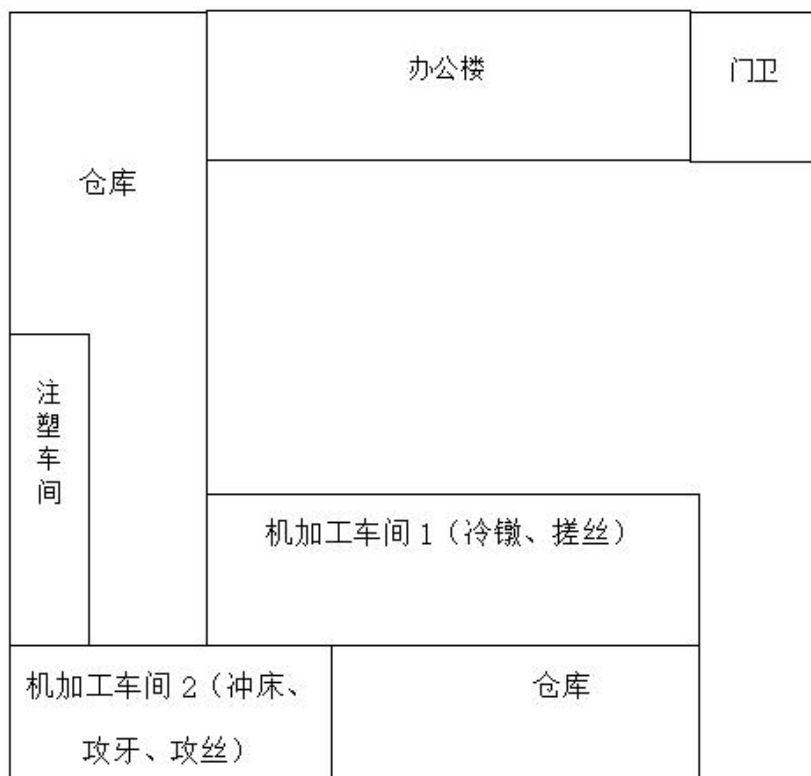 办公楼
门卫
仓库
注塑车间
机加工车间 1（冷镦、搓丝）
机加工车间 2（冲床、
攻牙、攻丝）
仓库